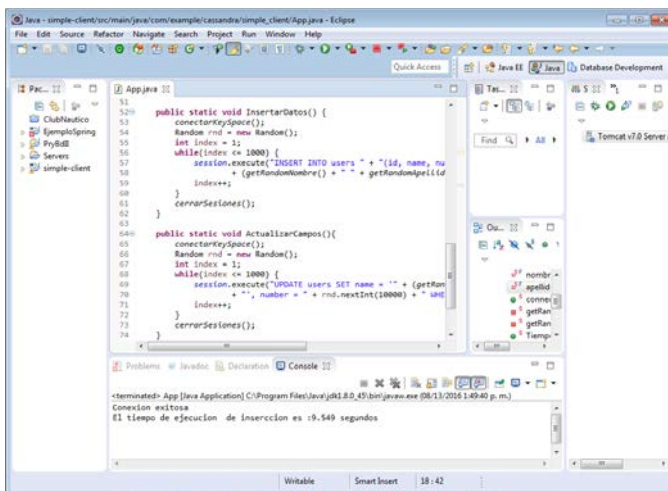 Java - simple-client/src/main/java/com/example/cassandra/simple_client/App.java - Eclipse
File Edit Source Refactor Navigate Search Project Run Window Help
Quick Access
Java EE
Java
Database Development
Pac...
ClubNautico
EjemploSpring
PryBdII
Servers
simple-client
App.java
51
52 public static void InsertarDatos() {
53 conectarKeySpace();
54 Random rnd = new Random();
55 int index = 1;
56 while(index <= 1000) {
57 session.execute("INSERT INTO users " + "(id, name, nu
58 + (getRandomNombre() + " " + getRandomApellid
59 index++;
60 }
61 cerrarSesiones();
62 }
63
64 public static void ActualizarCampos(){
65 conectarKeySpace();
66 Random rnd = new Random();
67 int index = 1;
68 while(index <= 1000) {
69 session.execute("UPDATE users SET name = '" + (getRan
70 + "', number = " + rnd.nextInt(10000) + " WHE
71 index++;
72 }
73 cerrarSesiones();
74 }
Tas...
Find
All
Ou...
nombr
apellid
connec
getRan
getRan
Tiemp
S
Tomcat v7.0 Server
Problems
Javadoc
Declaration
Console
<terminated> App [Java Application] C:\Program Files\Java\jdk1.8.0_45\bin\javaw.exe (08/13/2016 1:49:40 p. m.)
Conexion exitosa
El tiempo de ejecucion de inserccion es :9.549 segundos
Writable
Smart Insert
18 : 42